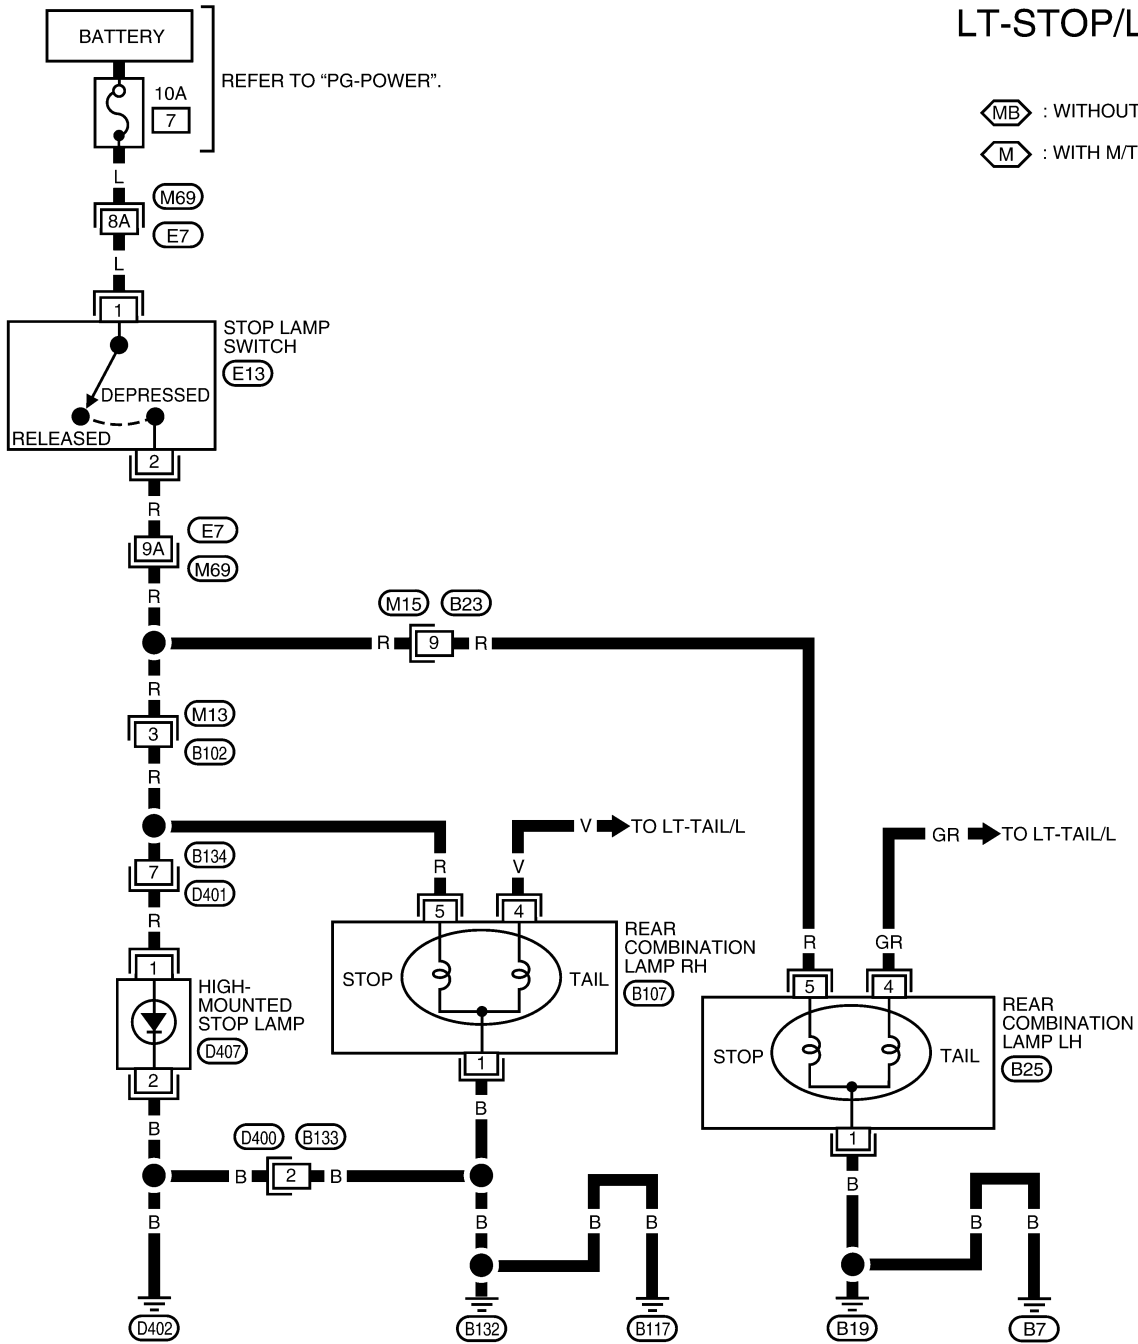 LT-STOP/L
BATTERY
REFER TO “PG-POWER”.
10A
7
MB : WITHOUT
M : WITH M/T
L
M69
8A
E7
L
1
STOP LAMP
SWITCH
E13
DEPRESSED
RELEASED
2
R
E7
9A
M69
R
M15 B23
R 9 R
R
M13
3
B102
R
V TO LT-TAIL/L
GR TO LT-TAIL/L
B134
7
D401
R V
R
5 4
REAR
COMBINATION
LAMP RH
B107
STOP TAIL
1
R GR
5 4
REAR
COMBINATION
LAMP LH
B25
STOP TAIL
1
1
HIGH-
MOUNTED
STOP LAMP
D407
2
B
B
D400 B133
B 2 B
B
B
B
B
B
B
B
B
D402
B132
B117
B19
B7